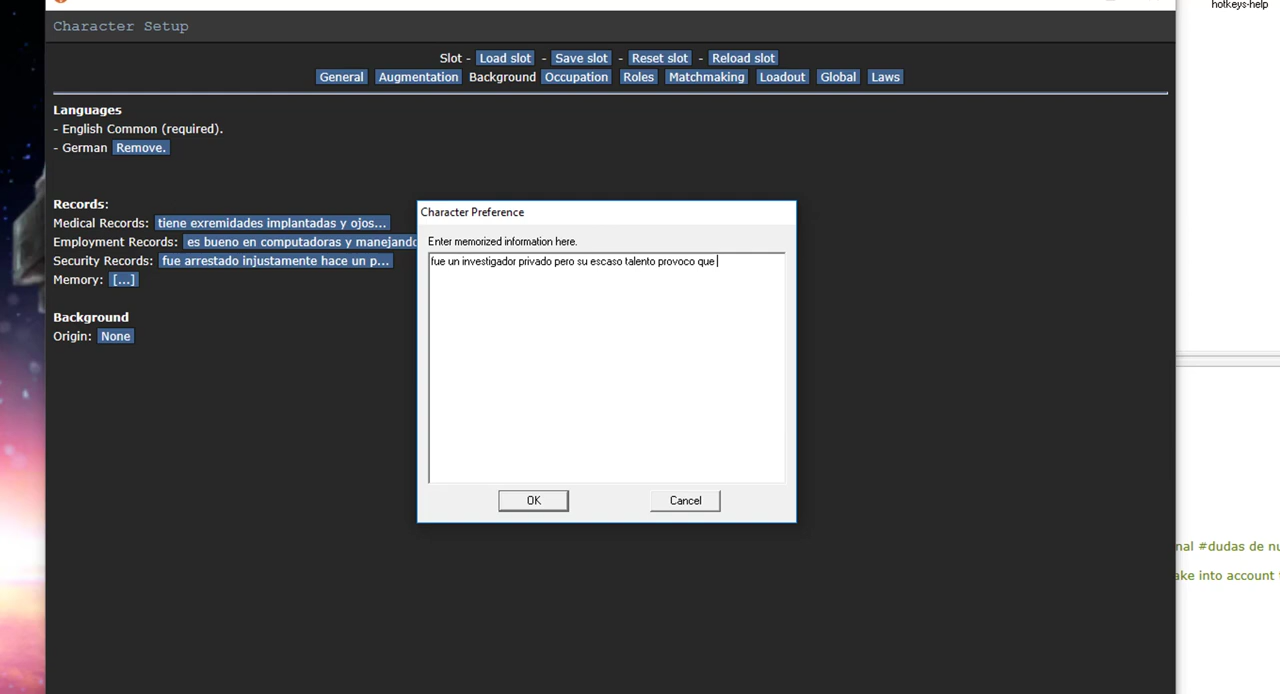 hotkeys-help
Character Setup
Slot - Load slot - Save slot - Reset slot - Reload slot
General Augmentation Background Occupation Roles Matchmaking Loadout Global Laws
Languages
- English Common (required).
- German Remove.
Records:
Medical Records: tiene exremidades implantadas y ojos...
Employment Records: es bueno en computadoras y manejando
Security Records: fue arrestado injustamente hace un p...
Memory: [...]
Background
Origin: None
Character Preference
Enter memorized information here.
fue un investigador privado pero su escaso talento provoco que
OK Cancel
nal #dudas de nu
ake into account